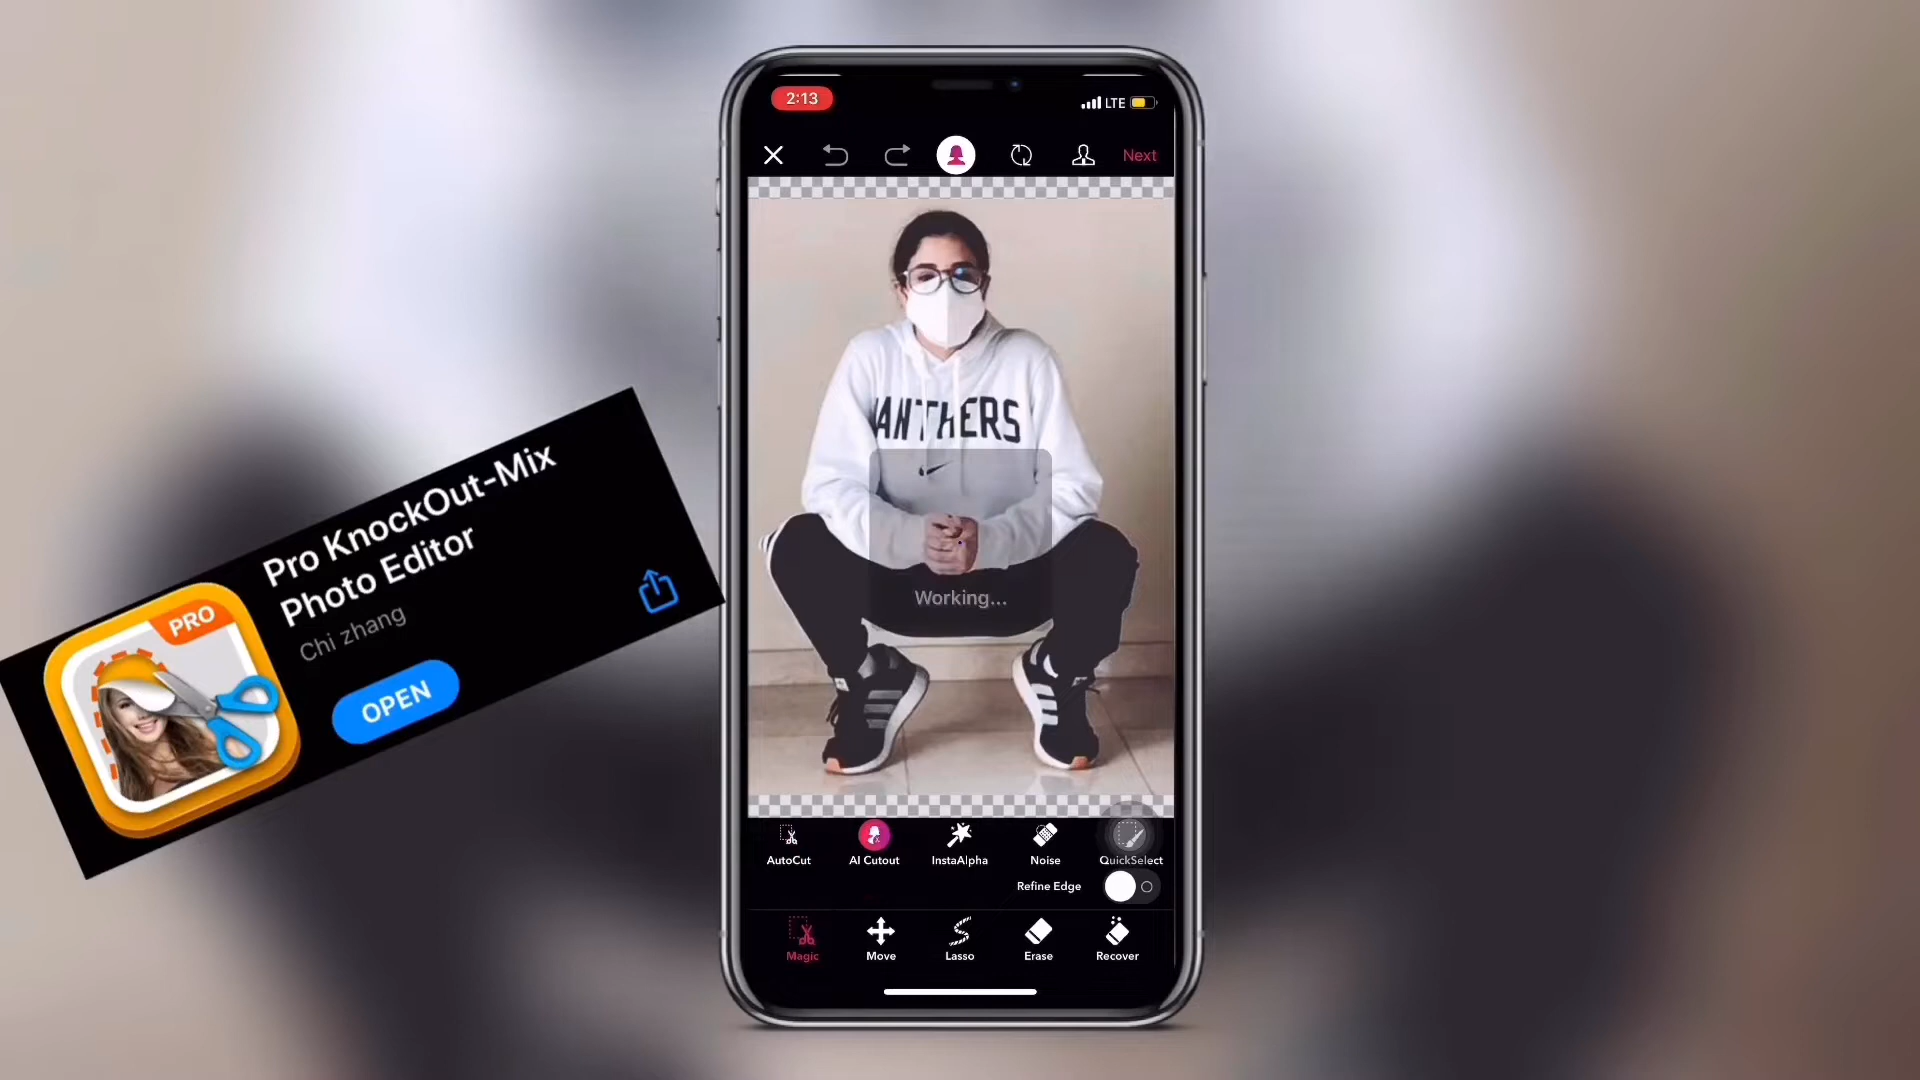 2:13
LTE
Next
PANTHERS
Working...
Pro KnockOut-Mix
Photo Editor
Chi zhang
PRO
OPEN
AutoCut
AI Cutout
InstaAlpha
Noise
QuickSelect
Refine Edge
Magic
Move
Lasso
Erase
Recover